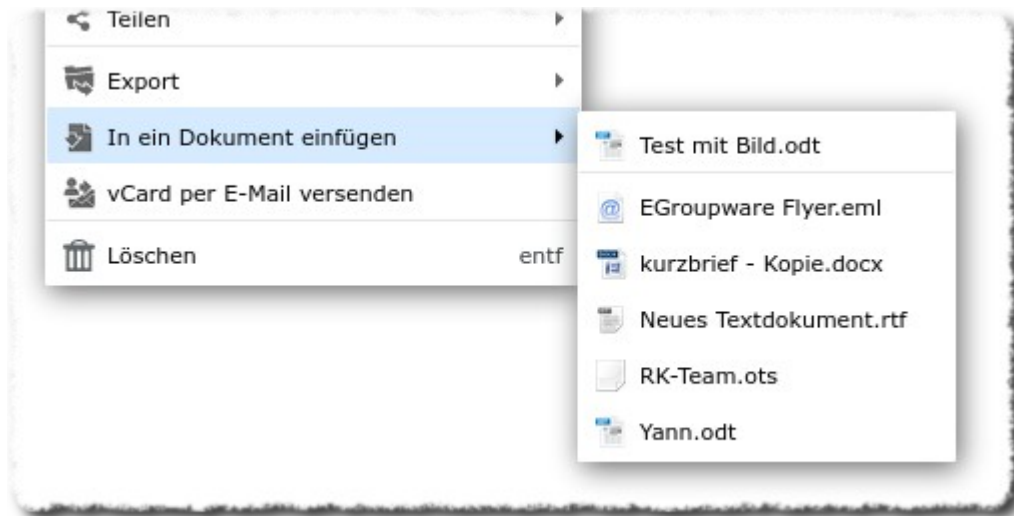 Teilen
Export
In ein Dokument einfügen
vCard per E-Mail versenden
Löschen entf
Test mit Bild.odt
EGroupware Flyer.eml
kurzbrief - Kopie.docx
Neues Textdokument.rtf
RK-Team.ots
Yann.odt